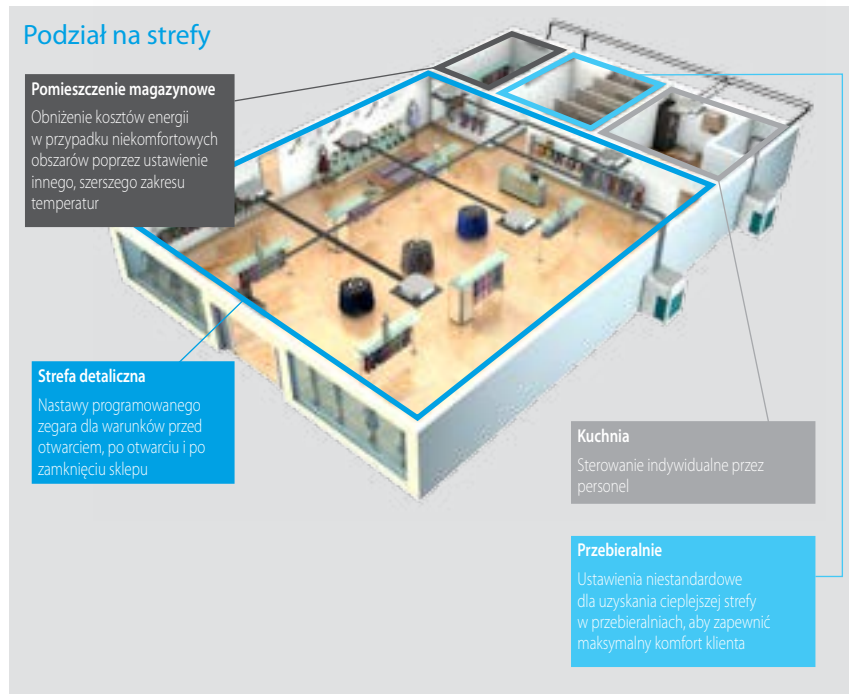 Podział na strefy
Pomieszczenie magazynowe
Obniżenie kosztów energii
w przypadku niekomfortowych
obszarów poprzez ustawienie
innego, szerszego zakresu
temperatur
Strefa detaliczna
Nastawy programowanego
zegara dla warunków przed
otwarciem, po otwarciu i po
zamknięciu sklepu
Kuchnia
Sterowanie indywidualne przez
personel
Przebieralnie
Ustawienia niestandardowe
dla uzyskania cieplejszej strefy
w przebieralniach, aby zapewnić
maksymalny komfort klienta